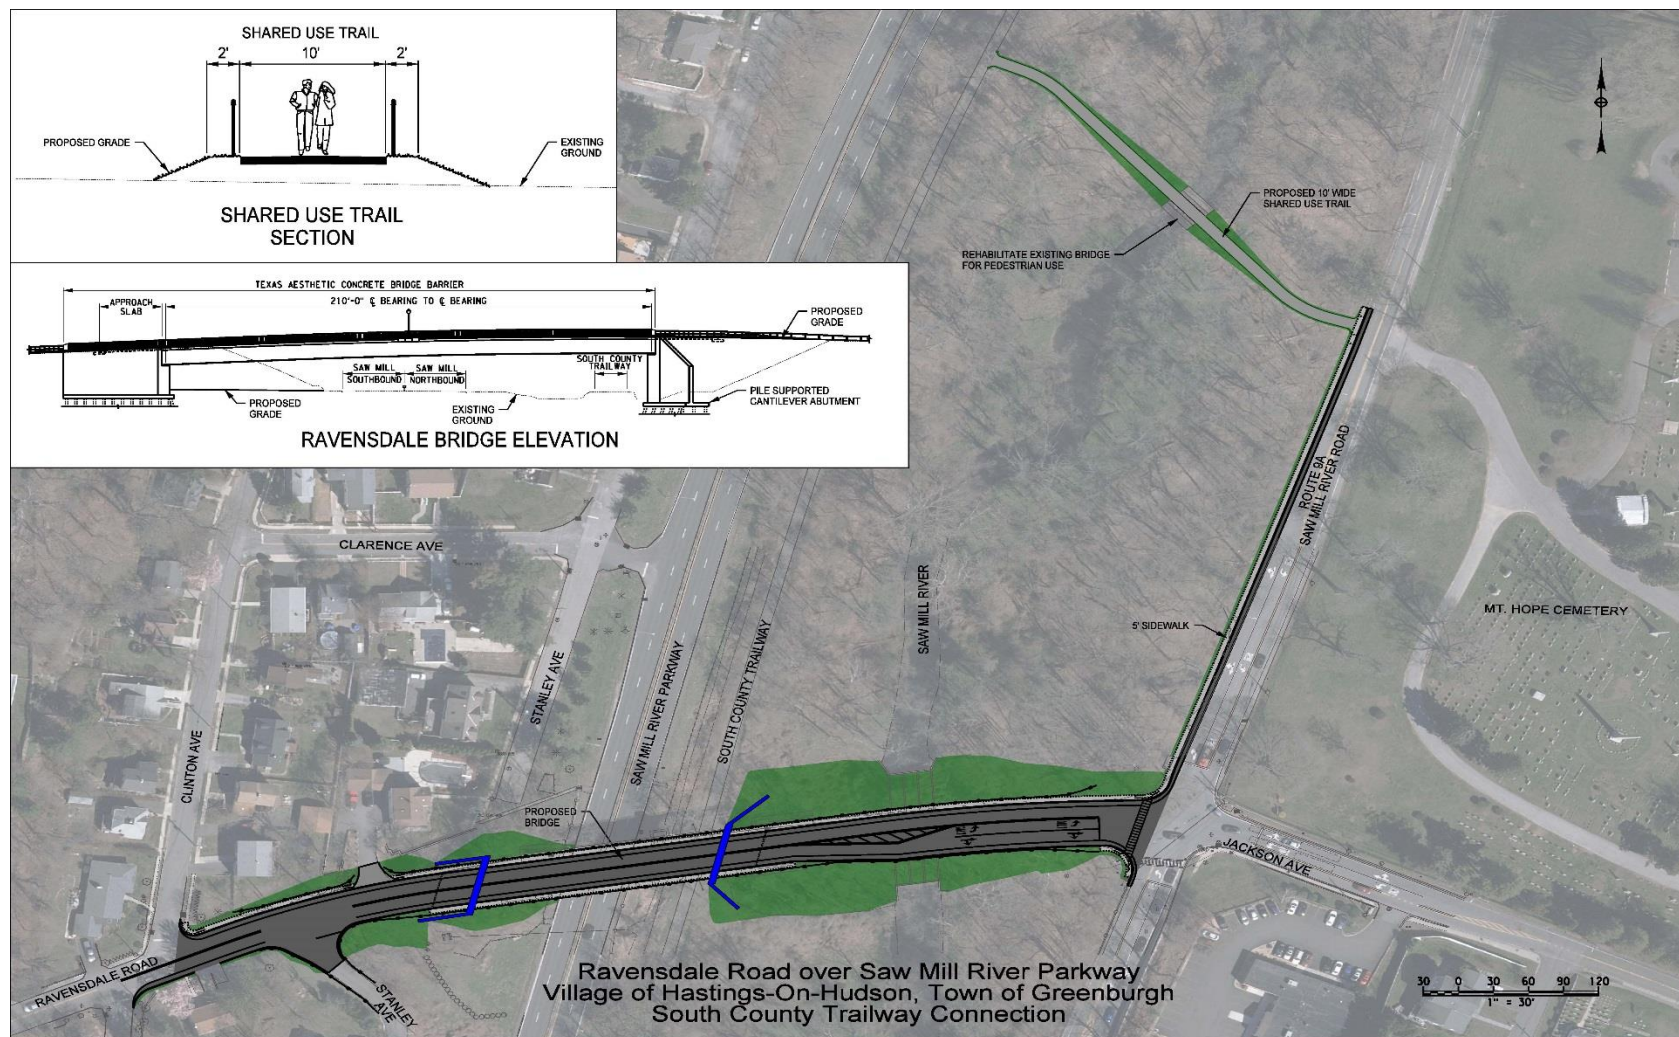 SHARED USE TRAIL
2'
10'
2'
PROPOSED GRADE
EXISTING
GROUND
SHARED USE TRAIL
SECTION
TEXAS AESTHETIC CONCRETE BRIDGE BARRIER
APPROACH
SLAB
210'-0" ℄ BEARING TO ℄ BEARING
PROPOSED
GRADE
SAW MILL
SOUTHBOUND
SAW MILL
NORTHBOUND
SOUTH COUNTY
TRAILWAY
PROPOSED
GRADE
EXISTING
GROUND
PILE SUPPORTED
CANTILEVER ABUTMENT
RAVENSDALE BRIDGE ELEVATION
PROPOSED 10' WIDE
SHARED USE TRAIL
REHABILITATE EXISTING BRIDGE
FOR PEDESTRIAN USE
ROUTE 9A
SAW MILL RIVER ROAD
CLARENCE AVE
SAW MILL RIVER
MT. HOPE CEMETERY
5' SIDEWALK
STANLEY AVE
SAW MILL RIVER PARKWAY
SOUTH COUNTY TRAILWAY
CLINTON AVE
PROPOSED
BRIDGE
JACKSON AVE
RAVENSDALE ROAD
STANLEY
AVE
Ravensdale Road over Saw Mill River Parkway
Village of Hastings-On-Hudson, Town of Greenburgh
South County Trailway Connection
30 0 30 60 90 120
1" = 30'